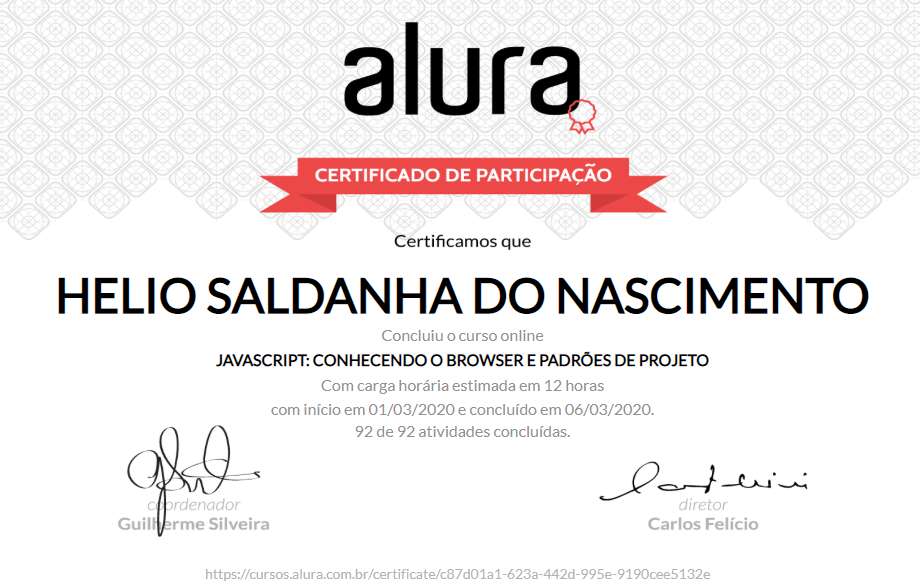 alura
CERTIFICADO DE PARTICIPAÇÃO
Certificamos que
HELIO SALDANHA DO NASCIMENTO
Concluiu o curso online
JAVASCRIPT: CONHECENDO O BROWSER E PADRÕES DE PROJETO
Com carga horária estimada em 12 horas
com início em 01/03/2020 e concluído em 06/03/2020.
92 de 92 atividades concluídas.
coordenador
Guilherme Silveira
diretor
Carlos Felício
https://cursos.alura.com.br/certificate/c87d01a1-623a-442d-995e-9190cee5132e